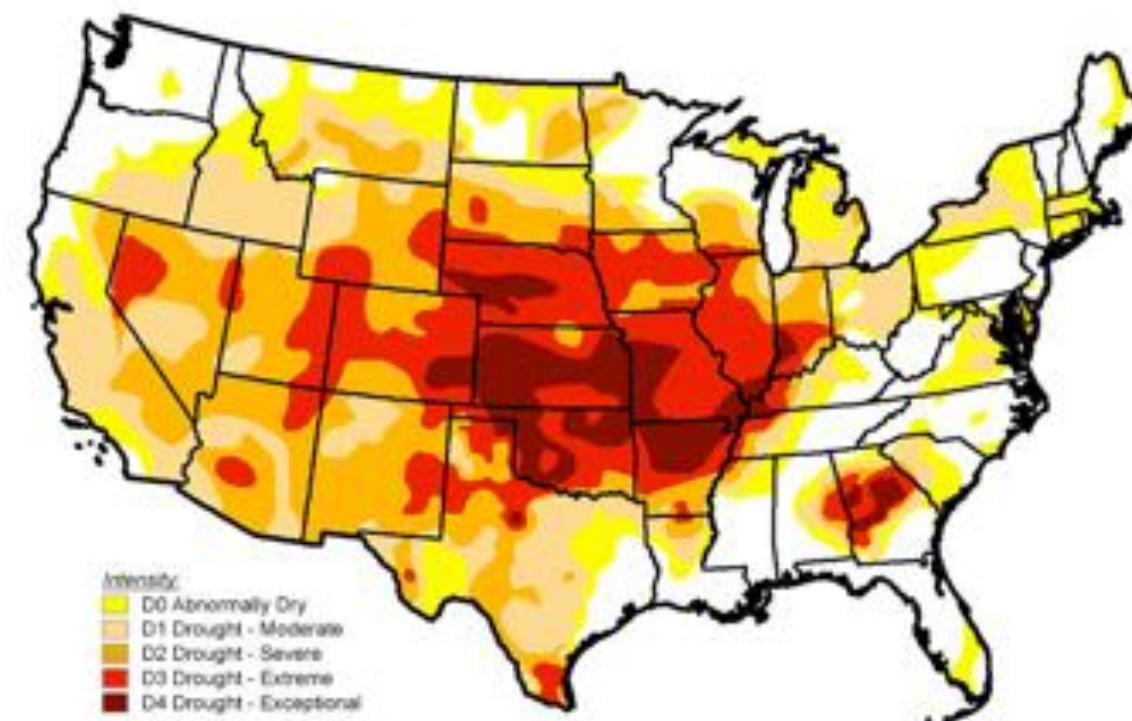 Intensity:
D0 Abnormally Dry
D1 Drought - Moderate
D2 Drought - Severe
D3 Drought - Extreme
D4 Drought - Exceptional